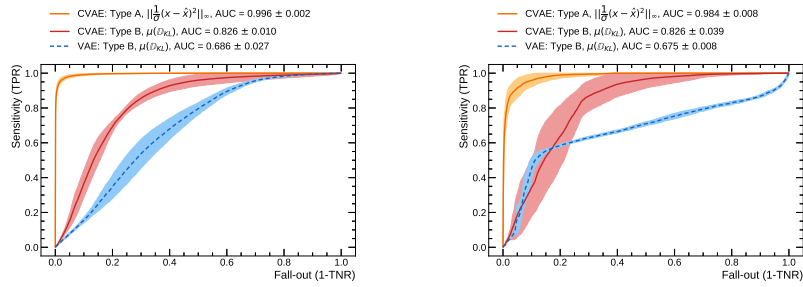 CVAE: Type A, ||1/σ(x − x̂)²||∞, AUC = 0.996 ± 0.002
CVAE: Type B, μ(𝔻KL), AUC = 0.826 ± 0.010
VAE: Type B, μ(𝔻KL), AUC = 0.686 ± 0.027
Sensitivity (TPR)
1.0
0.8
0.6
0.4
0.2
0.0
0.0 0.2 0.4 0.6 0.8 1.0
Fall-out (1-TNR)
CVAE: Type A, ||1/σ(x − x̂)²||∞, AUC = 0.984 ± 0.008
CVAE: Type B, μ(𝔻KL), AUC = 0.826 ± 0.039
VAE: Type B, μ(𝔻KL), AUC = 0.675 ± 0.008
Sensitivity (TPR)
1.0
0.8
0.6
0.4
0.2
0.0
0.0 0.2 0.4 0.6 0.8 1.0
Fall-out (1-TNR)